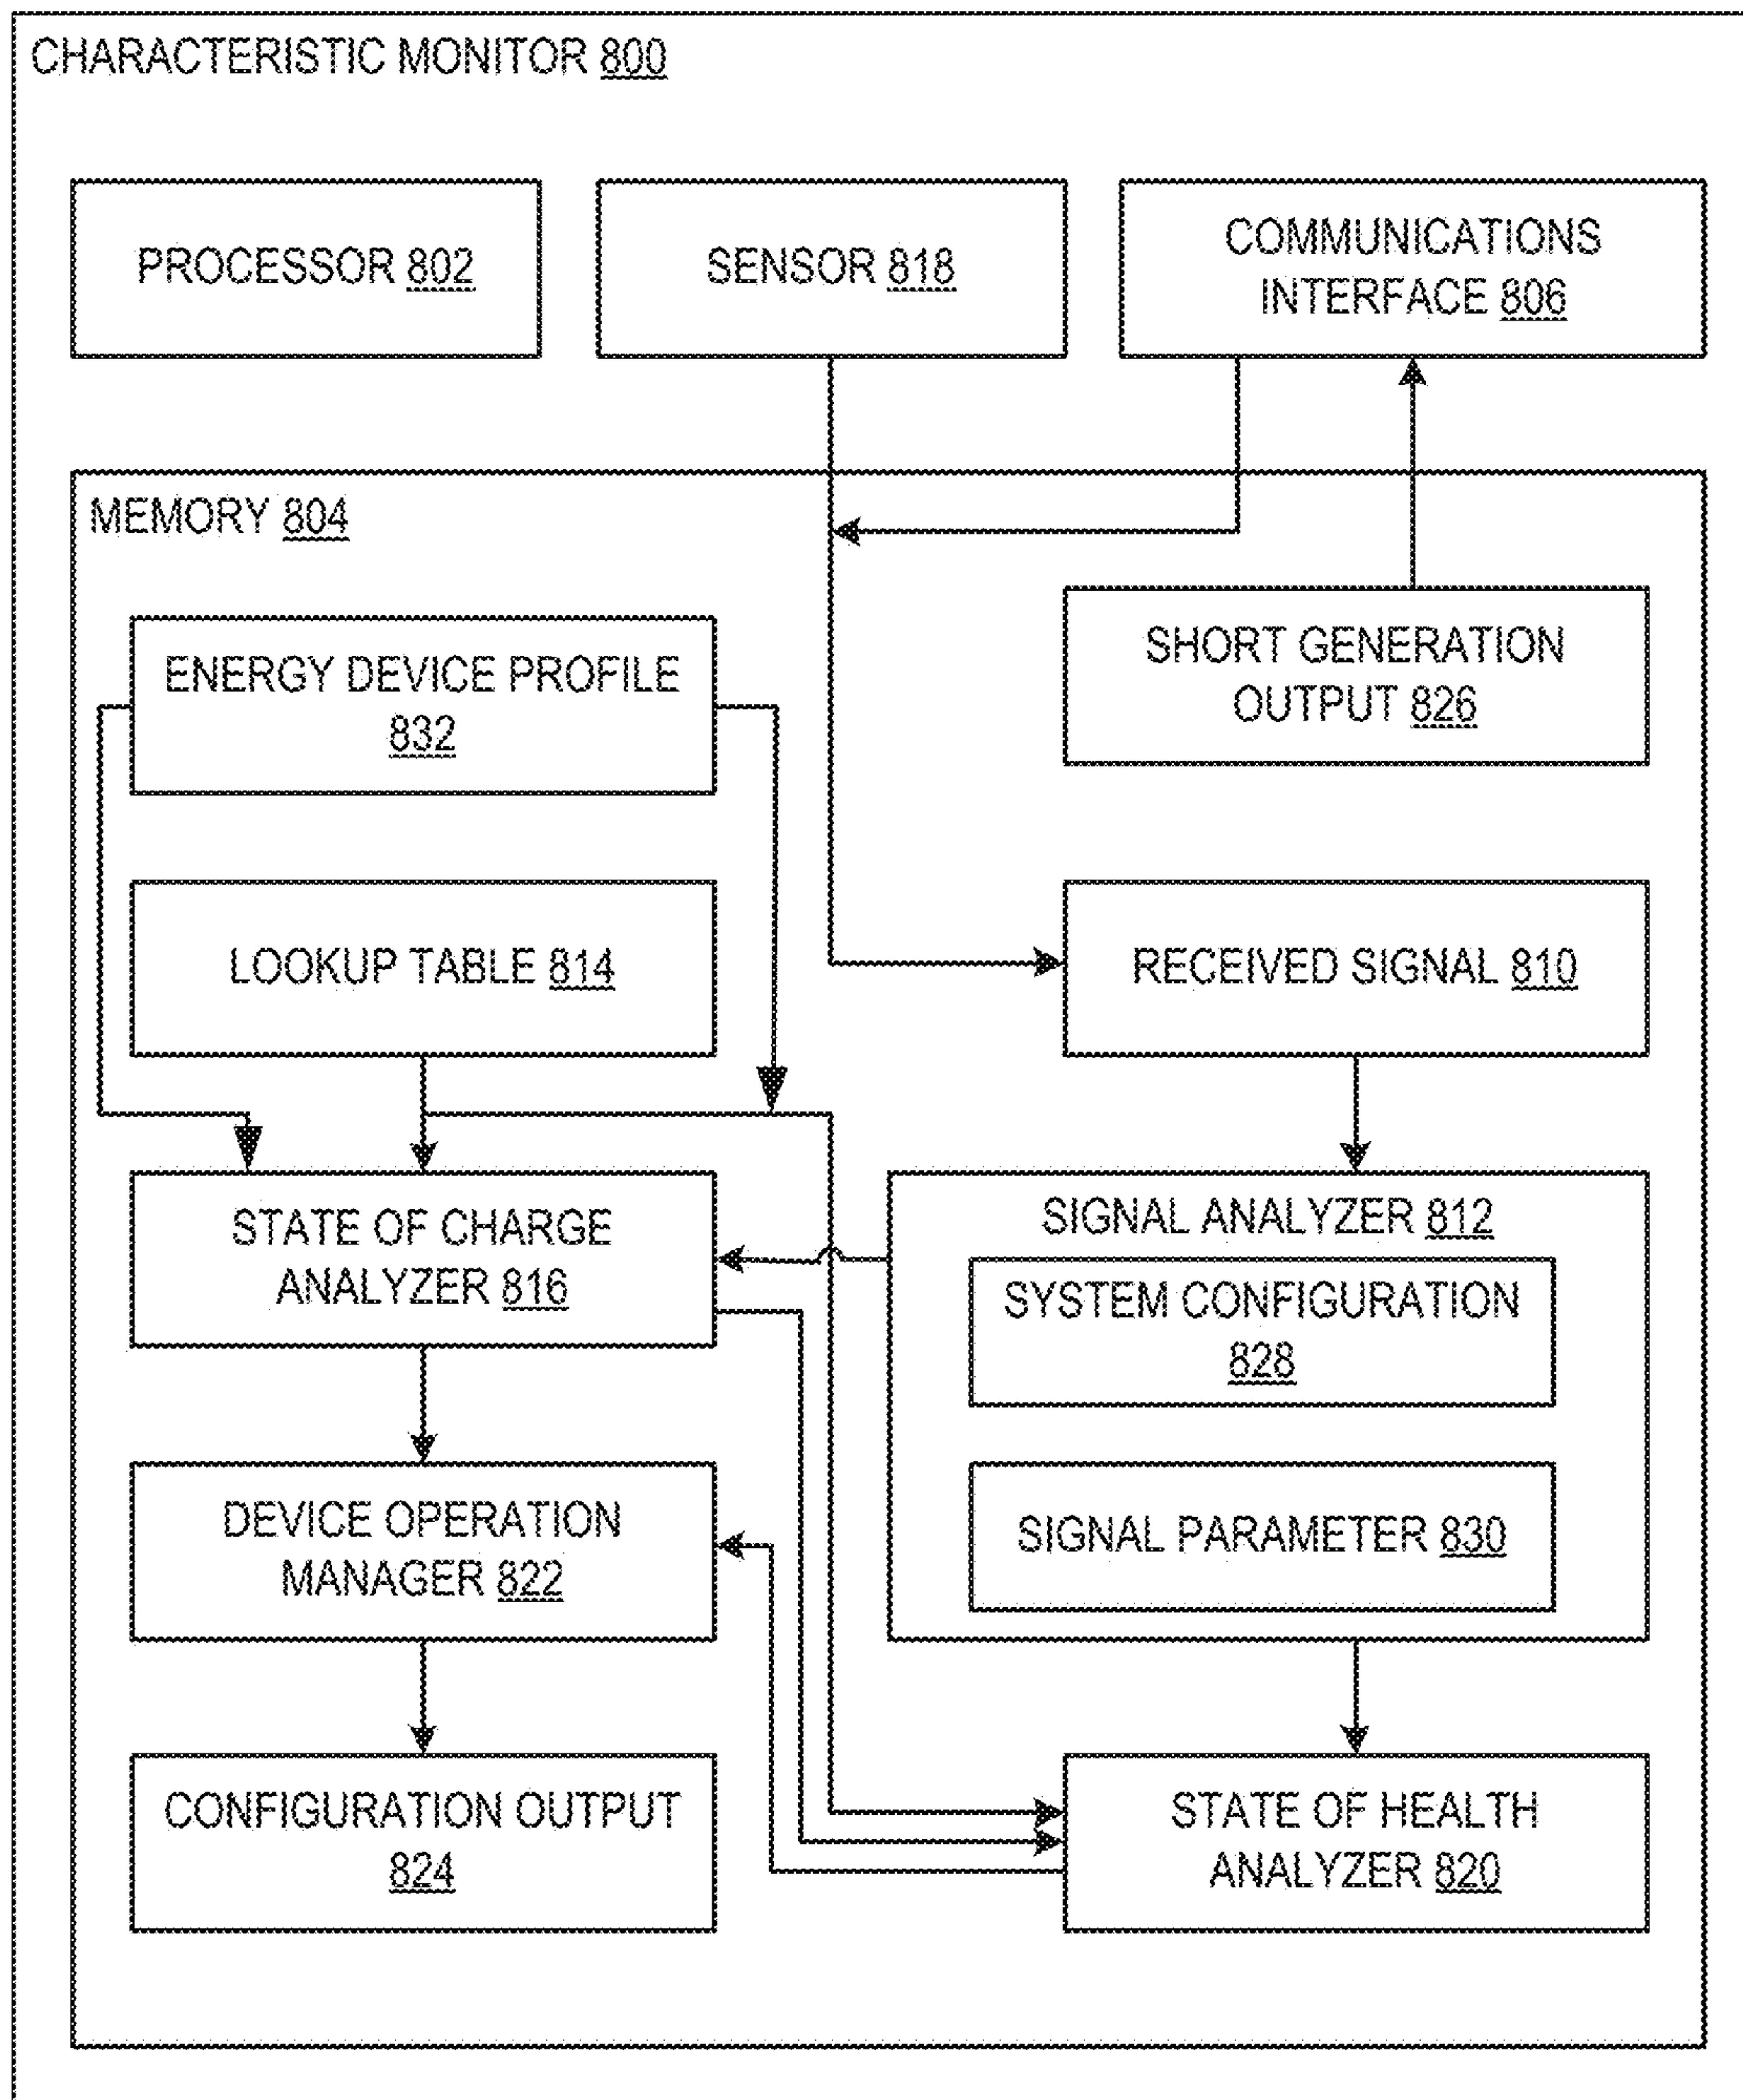 CHARACTERISTIC MONITOR 800
PROCESSOR 802
SENSOR 818
COMMUNICATIONS
INTERFACE 806
MEMORY 804
ENERGY DEVICE PROFILE
832
SHORT GENERATION
OUTPUT 826
LOOKUP TABLE 814
RECEIVED SIGNAL 810
STATE OF CHARGE
ANALYZER 816
SIGNAL ANALYZER 812
SYSTEM CONFIGURATION
828
DEVICE OPERATION
MANAGER 822
SIGNAL PARAMETER 830
CONFIGURATION OUTPUT
824
STATE OF HEALTH
ANALYZER 820